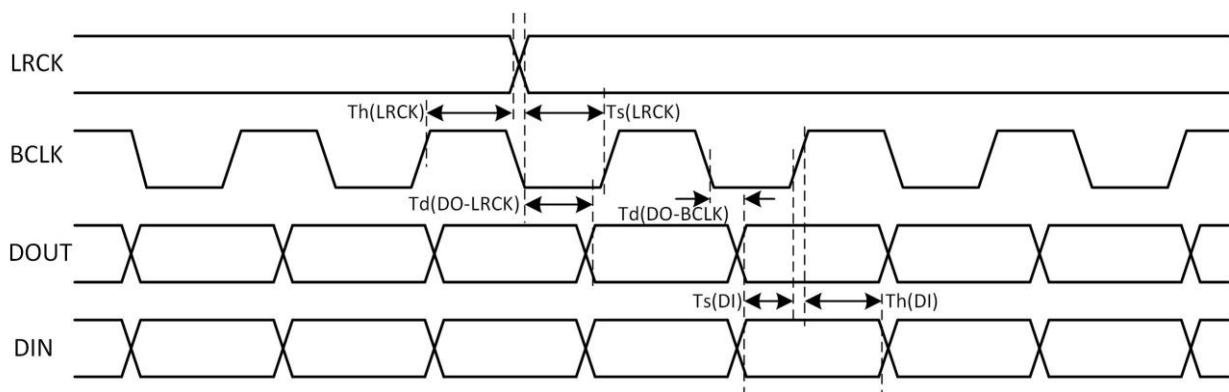 LRCK
Th(LRCK) Ts(LRCK)
BCLK
Td(DO-LRCK) Td(DO-BCLK)
DOUT
Ts(DI) Th(DI)
DIN